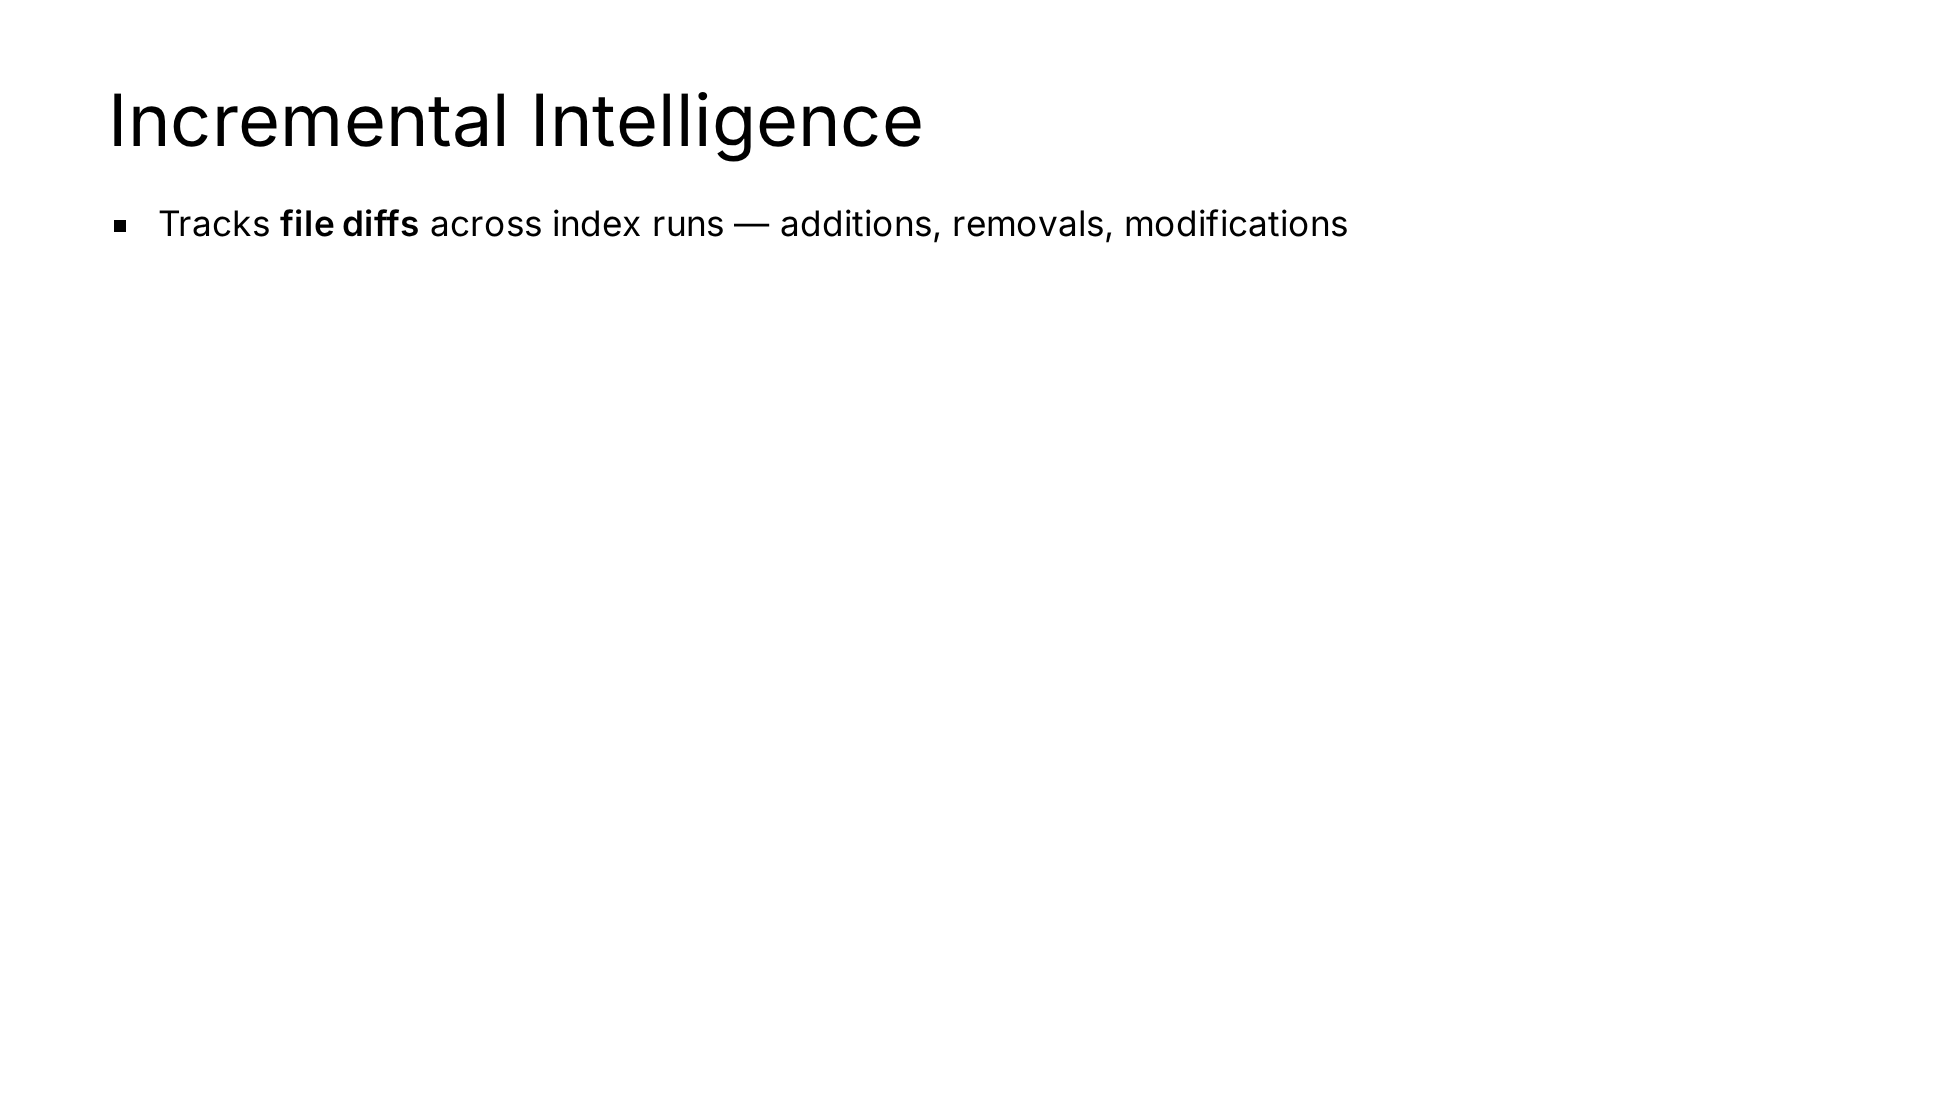 Incremental Intelligence
▪ Tracks file diffs across index runs — additions, removals, modifications